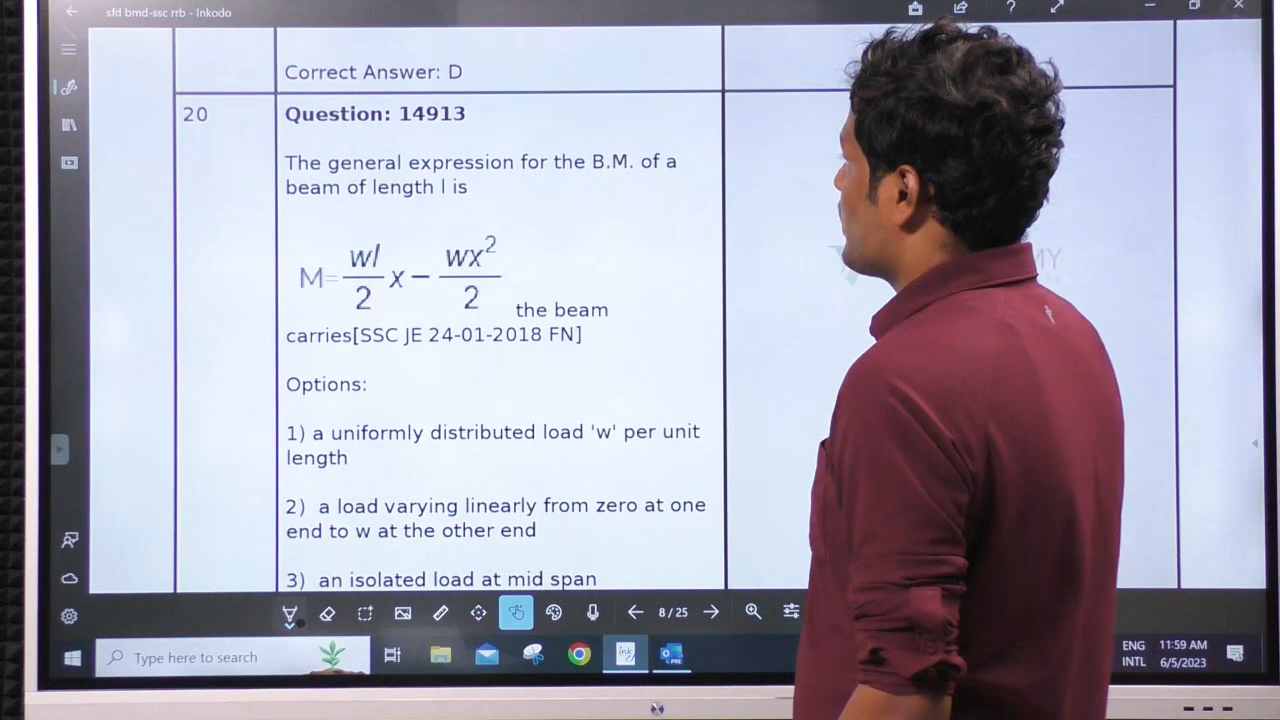 sfd bmd-ssc rrb - Inkodo
Correct Answer: D
20
Question: 14913
The general expression for the B.M. of a
beam of length l is
M= wl/2 x − wx²/2 the beam
carries[SSC JE 24-01-2018 FN]
Options:
1) a uniformly distributed load 'w' per unit
length
2) a load varying linearly from zero at one
end to w at the other end
3) an isolated load at mid span
8 / 25
Type here to search
ink/
PRE
ENG
INTL
11:59 AM
6/5/2023